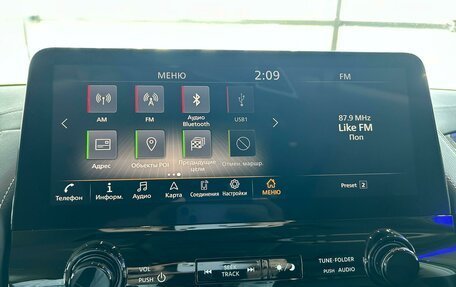 МЕНЮ
2:09
FM
AM
FM
Аудио Bluetooth
USB1
87.9 MHz
Like FM
Поп
Адрес
Объекты POI
Предыдущие цели
Отмен. маршр.
Телефон
Информ.
Аудио
Карта
Соединения
Настройки
МЕНЮ
Preset 2
VOL
PUSH
SEEK
TRACK
TUNE·FOLDER
PUSH AUDIO